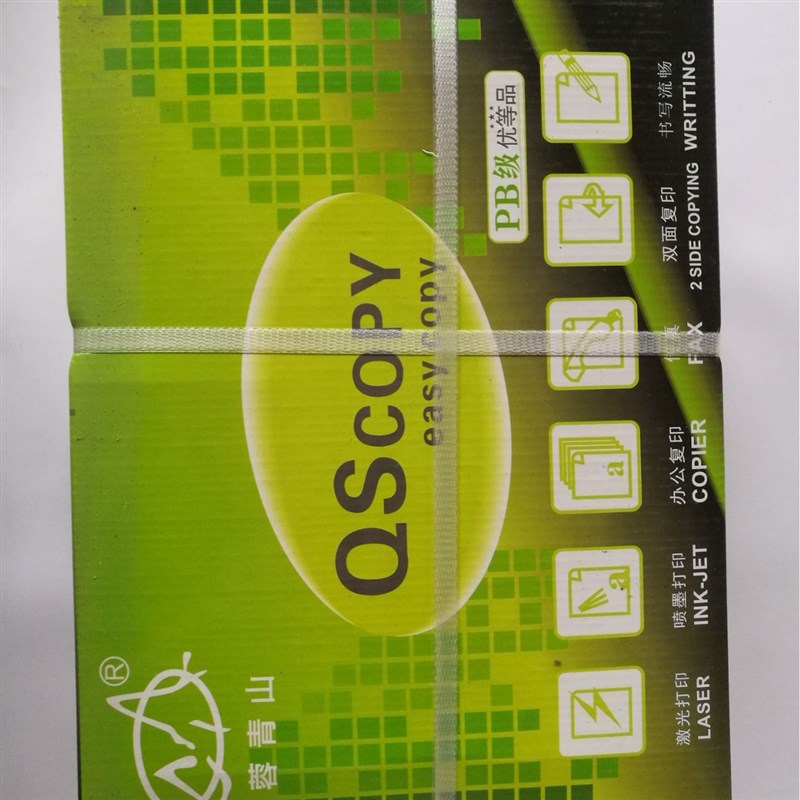 ®
蓉青山
QSCOPY
easy copy
PB级
★★★
优等品
激光打印
LASER
喷墨打印
INK-JET
a
办公复印
COPIER
a
传真
FAX
双面复印
2 SIDE COPYING
书写流畅
WRITTING